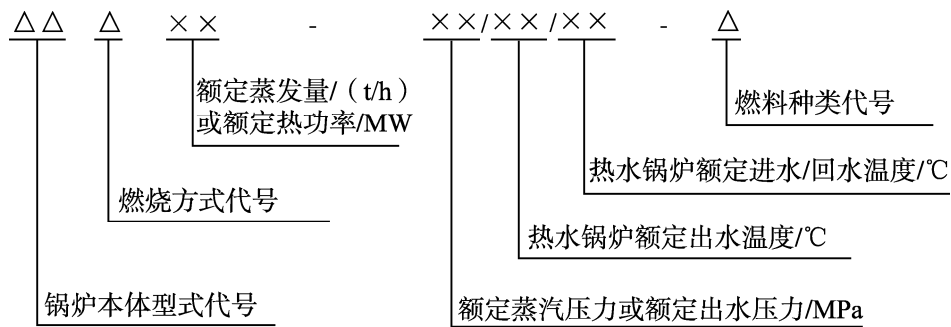 △△ △ ×× - ××/××/×× - △
额定蒸发量/（t/h）
或额定热功率/MW
燃料种类代号
热水锅炉额定进水/回水温度/℃
燃烧方式代号
热水锅炉额定出水温度/℃
锅炉本体型式代号
额定蒸汽压力或额定出水压力/MPa